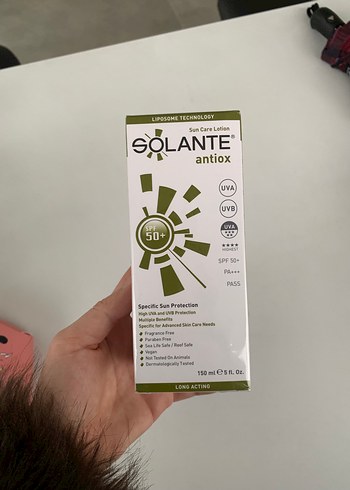 LIPOSOME TECHNOLOGY
Sun Care Lotion
SOLANTE®
antiox
UVA
UVB
UVA
HIGHEST
SPF 50+
SPF 50+
PA+++
PASS
Specific Sun Protection
High UVA and UVB Protection
Multiple Benefits
Specific for Advanced Skin Care Needs
Fragrance Free
Paraben Free
Sea Life Safe / Reef Safe
Vegan
Not Tested On Animals
Dermatologically Tested
150 ml ℮ 5 fl. Oz.
LONG ACTING